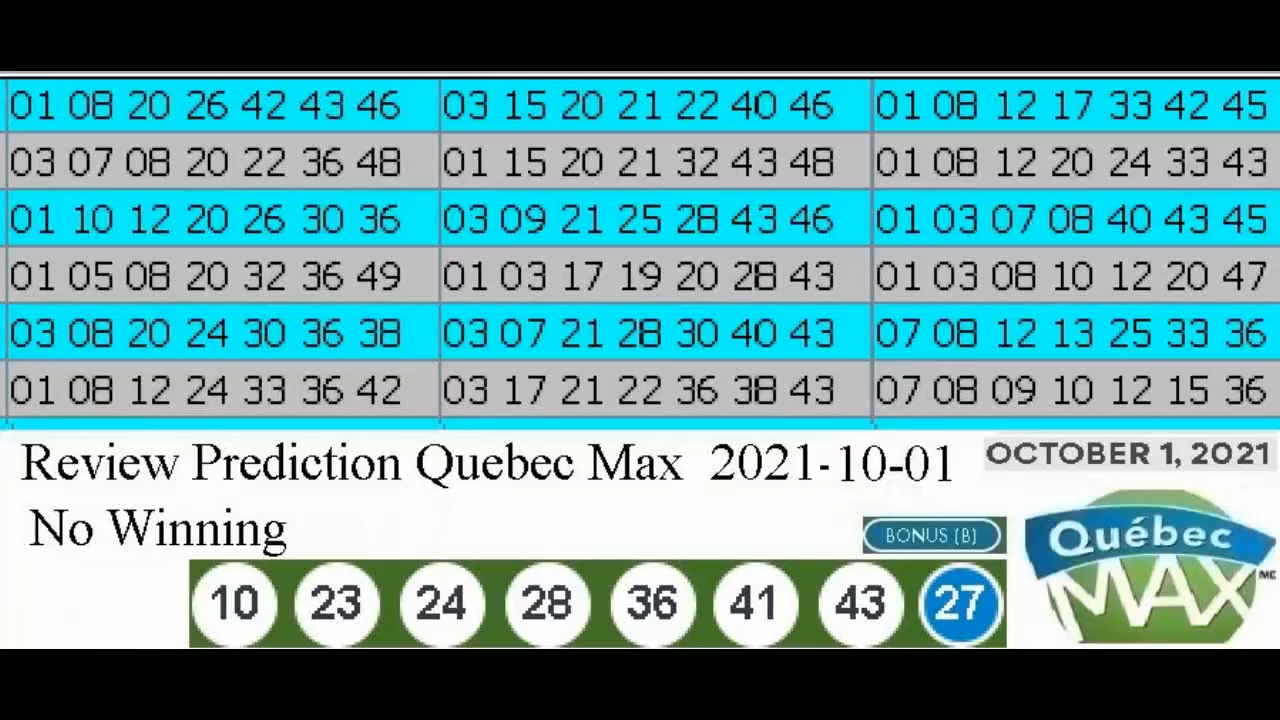 01 08 20 26 42 43 46 03 15 20 21 22 40 46 01 08 12 17 33 42 45
03 07 08 20 22 36 48 01 15 20 21 32 43 48 01 08 12 20 24 33 43
01 10 12 20 26 30 36 03 09 21 25 28 43 46 01 03 07 08 40 43 45
01 05 08 20 32 36 49 01 03 17 19 20 28 43 01 03 08 10 12 20 47
03 08 20 24 30 36 38 03 07 21 28 30 40 43 07 08 12 13 25 33 36
01 08 12 24 33 36 42 03 17 21 22 36 38 43 07 08 09 10 12 15 36
Review Prediction Quebec Max 2021-10-01
OCTOBER 1, 2021
No Winning
BONUS (B)
10 23 24 28 36 41 43 27
Québec
MAX MC